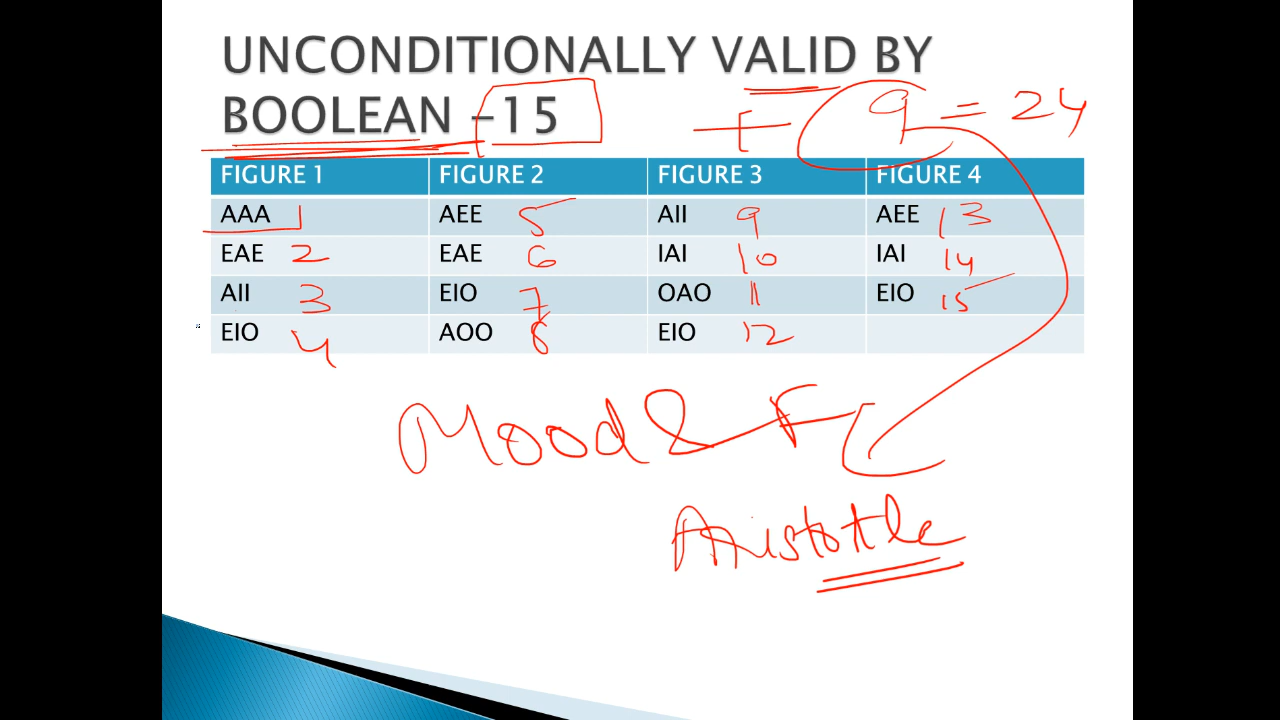 UNCONDITIONALLY VALID BY
BOOLEAN -15 + 9 = 24
FIGURE 1 FIGURE 2 FIGURE 3 FIGURE 4
AAA 1 AEE 5 AII 9 AEE 13
EAE 2 EAE 6 IAI 10 IAI 14
AII 3 EIO 7 OAO 11 EIO 15
EIO 4 AOO 8 EIO 12
Mood & F
Aristotle